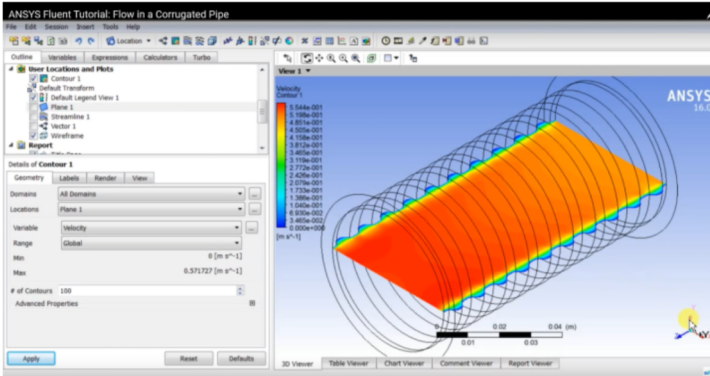 ANSYS Fluent Tutorial: Flow in a Corrugated Pipe
File Edit Session Insert Tools Help
Location
Outline Variables Expressions Calculators Turbo
User Locations and Plots
Contour 1
Default Transform
Default Legend View 1
Plane 1
Streamline 1
Vector 1
Wireframe
Report
Details of Contour 1
Geometry Labels Render View
Domains All Domains
Locations Plane 1
Variable Velocity
Range Global
Min 0 [m s^-1]
Max 0.571727 [m s^-1]
# of Contours 100
Advanced Properties
Apply Reset Defaults
View 1
Velocity
Contour 1
5.544e-001
5.198e-001
4.851e-001
4.505e-001
4.158e-001
3.812e-001
3.465e-001
3.119e-001
2.772e-001
2.426e-001
2.079e-001
1.733e-001
1.386e-001
1.040e-001
6.930e-002
3.465e-002
0.000e+000
[m s^-1]
ANSYS
16.0
0 0.02 0.04 (m)
0.01 0.03
3D Viewer Table Viewer Chart Viewer Comment Viewer Report Viewer